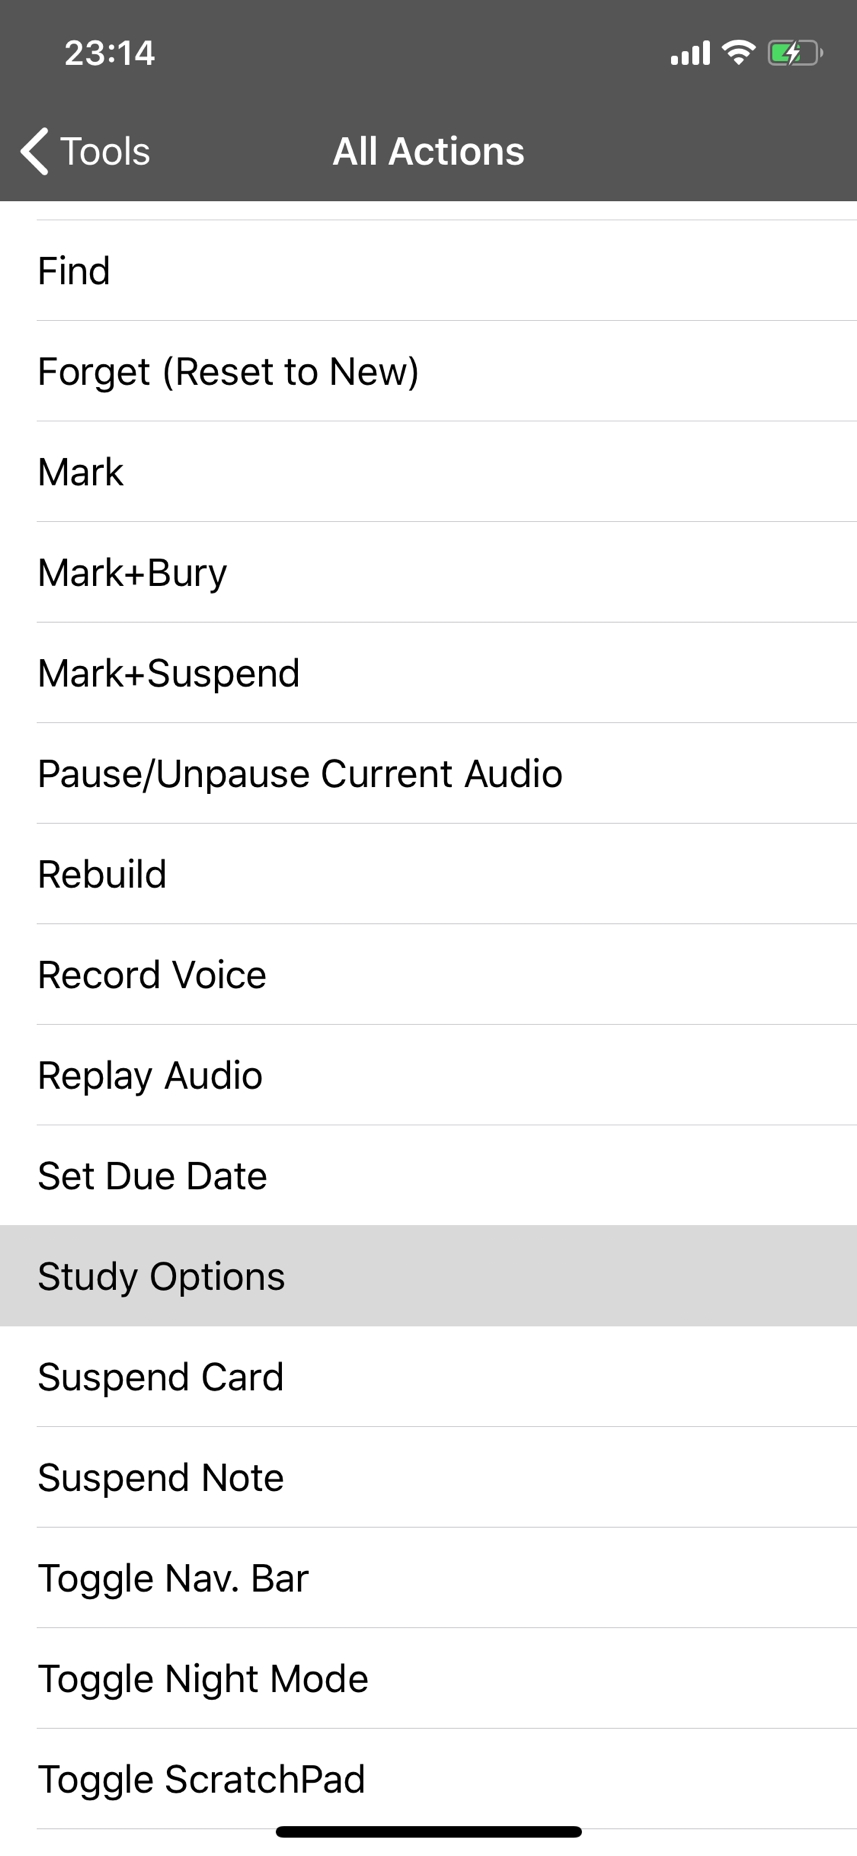 23:14
Tools
All Actions
Find
Forget (Reset to New)
Mark
Mark+Bury
Mark+Suspend
Pause/Unpause Current Audio
Rebuild
Record Voice
Replay Audio
Set Due Date
Study Options
Suspend Card
Suspend Note
Toggle Nav. Bar
Toggle Night Mode
Toggle ScratchPad